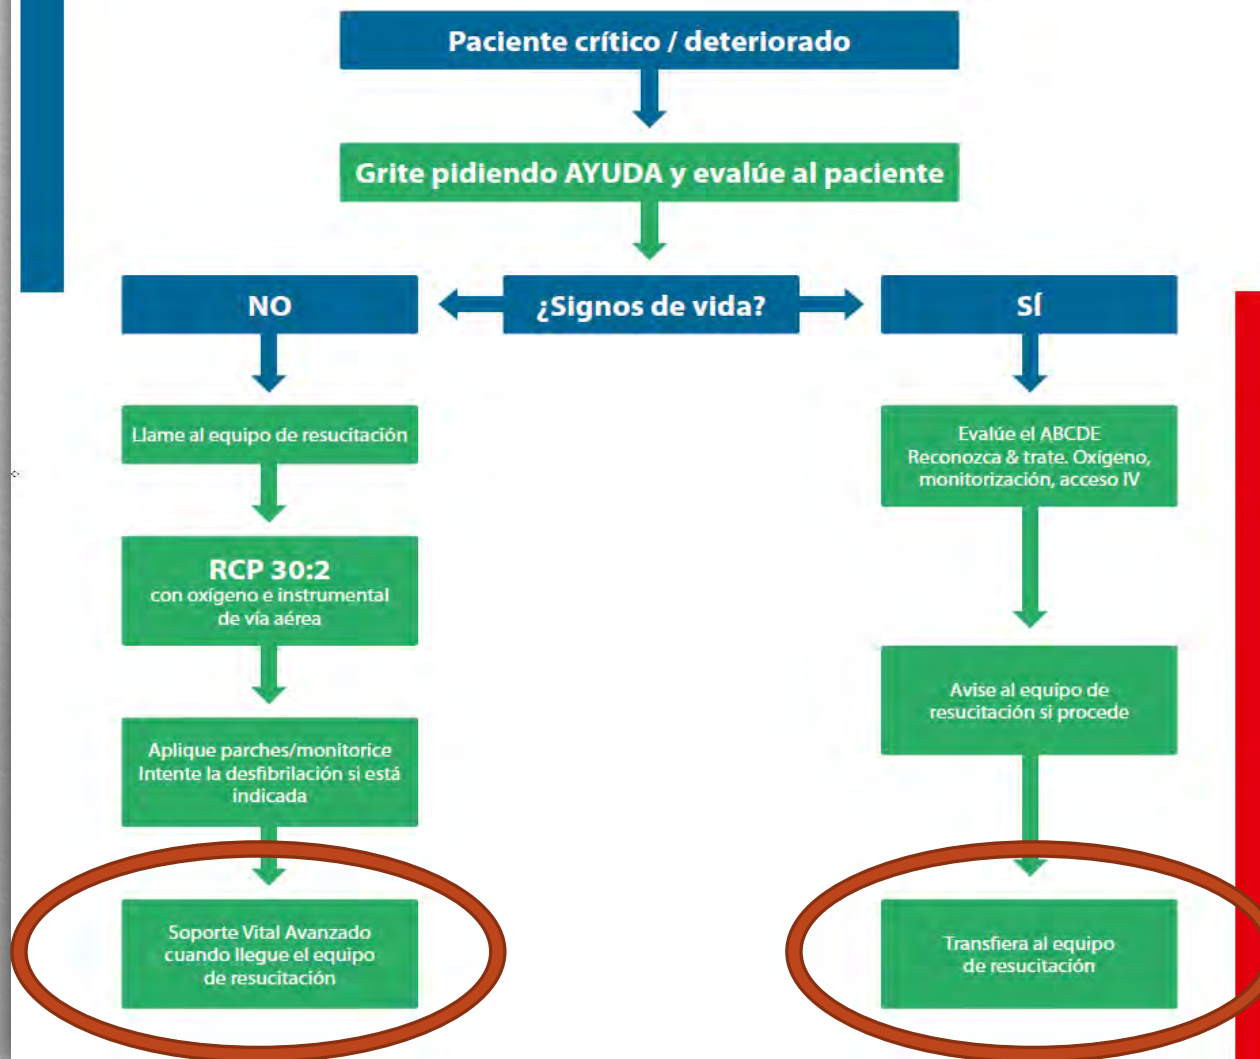 Paciente crítico / deteriorado
Grite pidiendo AYUDA y evalúe al paciente
NO
¿Signos de vida?
SÍ
Llame al equipo de resucitación
RCP 30:2
con oxígeno e instrumental
de vía aérea
Aplique parches/monitorice
Intente la desfibrilación si está
indicada
Soporte Vital Avanzado
cuando llegue el equipo
de resucitación
Evalúe el ABCDE
Reconozca & trate. Oxígeno,
monitorización, acceso IV
Avise al equipo de
resucitación si procede
Transfiera al equipo
de resucitación